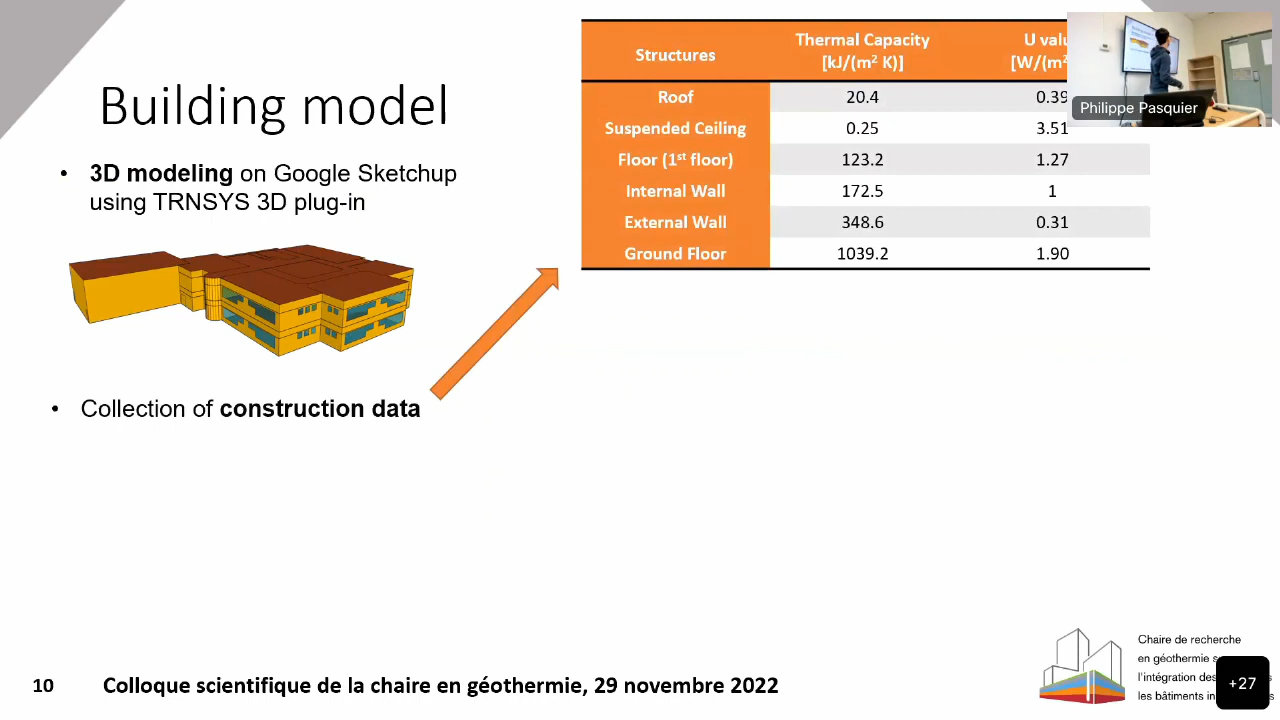 Building model
• 3D modeling on Google Sketchup
using TRNSYS 3D plug-in
• Collection of construction data
Structures Thermal Capacity [kJ/(m² K)] U valu [W/(m²
Roof 20.4 0.39
Suspended Ceiling 0.25 3.51
Floor (1st floor) 123.2 1.27
Internal Wall 172.5 1
External Wall 348.6 0.31
Ground Floor 1039.2 1.90
Philippe Pasquier
10 Colloque scientifique de la chaire en géothermie, 29 novembre 2022
Chaire de recherche
en géothermie s
l'intégration des
les bâtiments in
+27